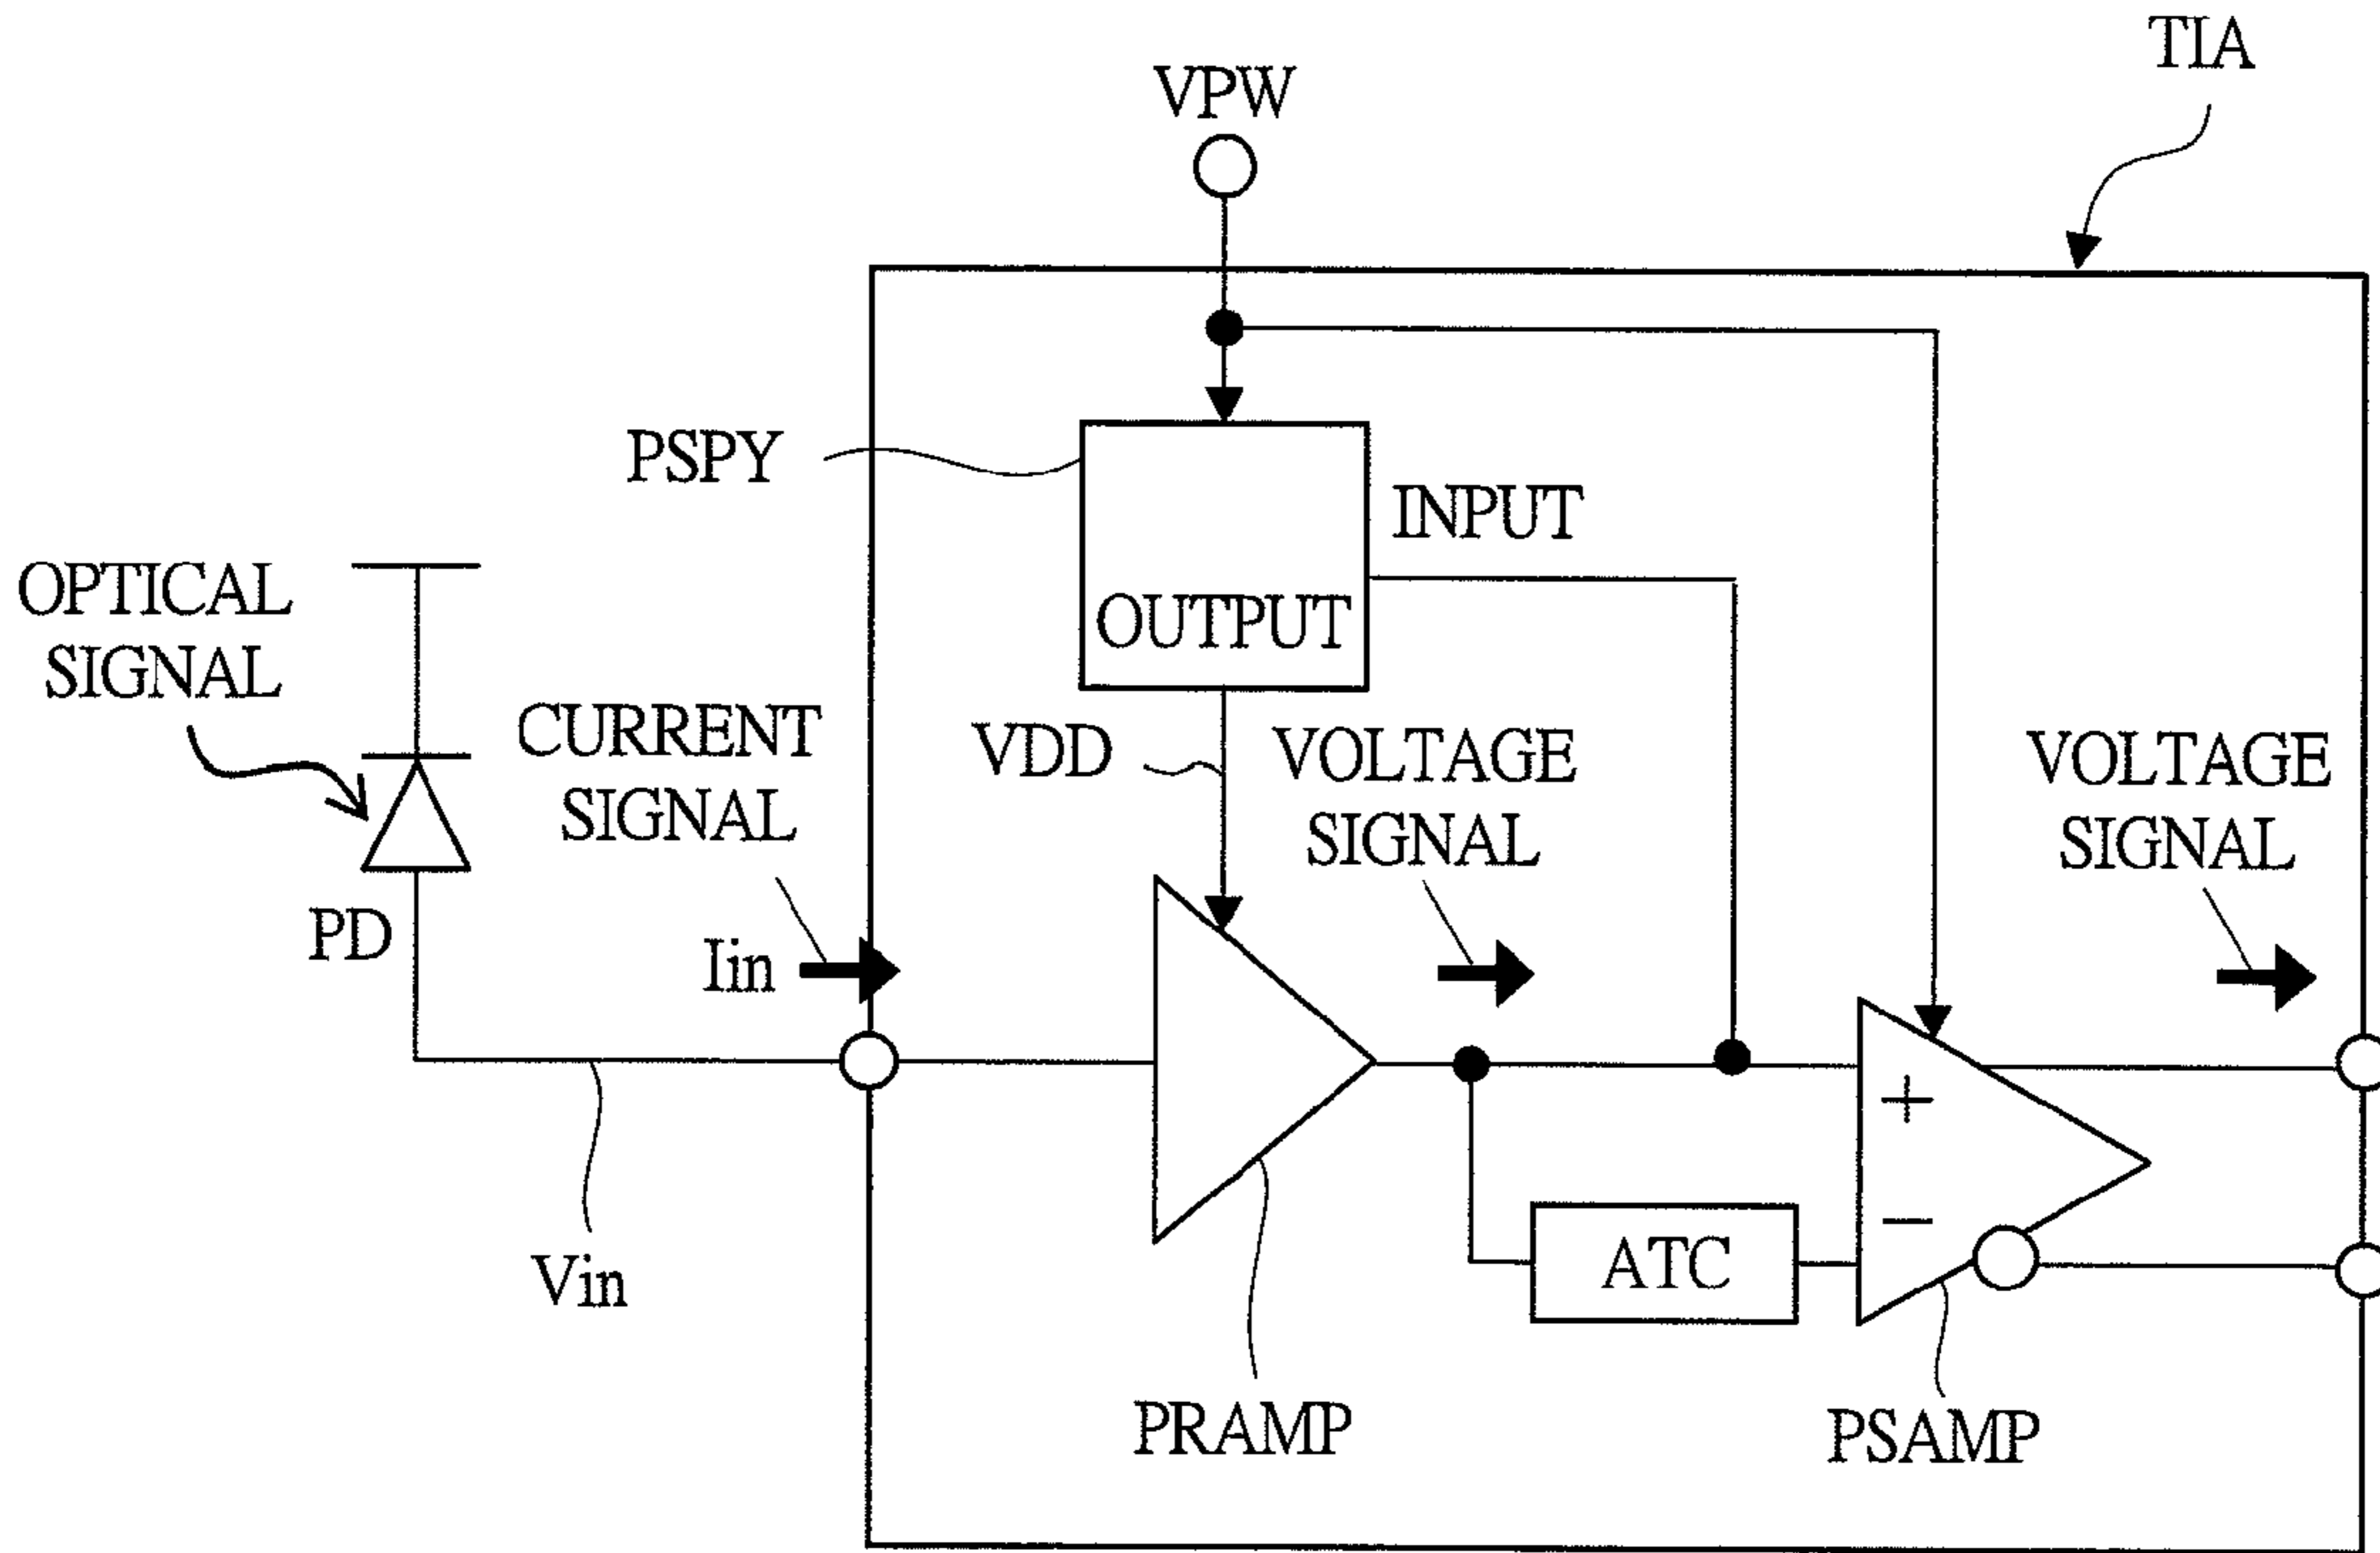 TIA
VPW
PSPY
INPUT
OUTPUT
OPTICAL
SIGNAL
CURRENT
SIGNAL
VDD
VOLTAGE
SIGNAL
VOLTAGE
SIGNAL
PD
Iin
+
−
Vin
ATC
PRAMP
PSAMP